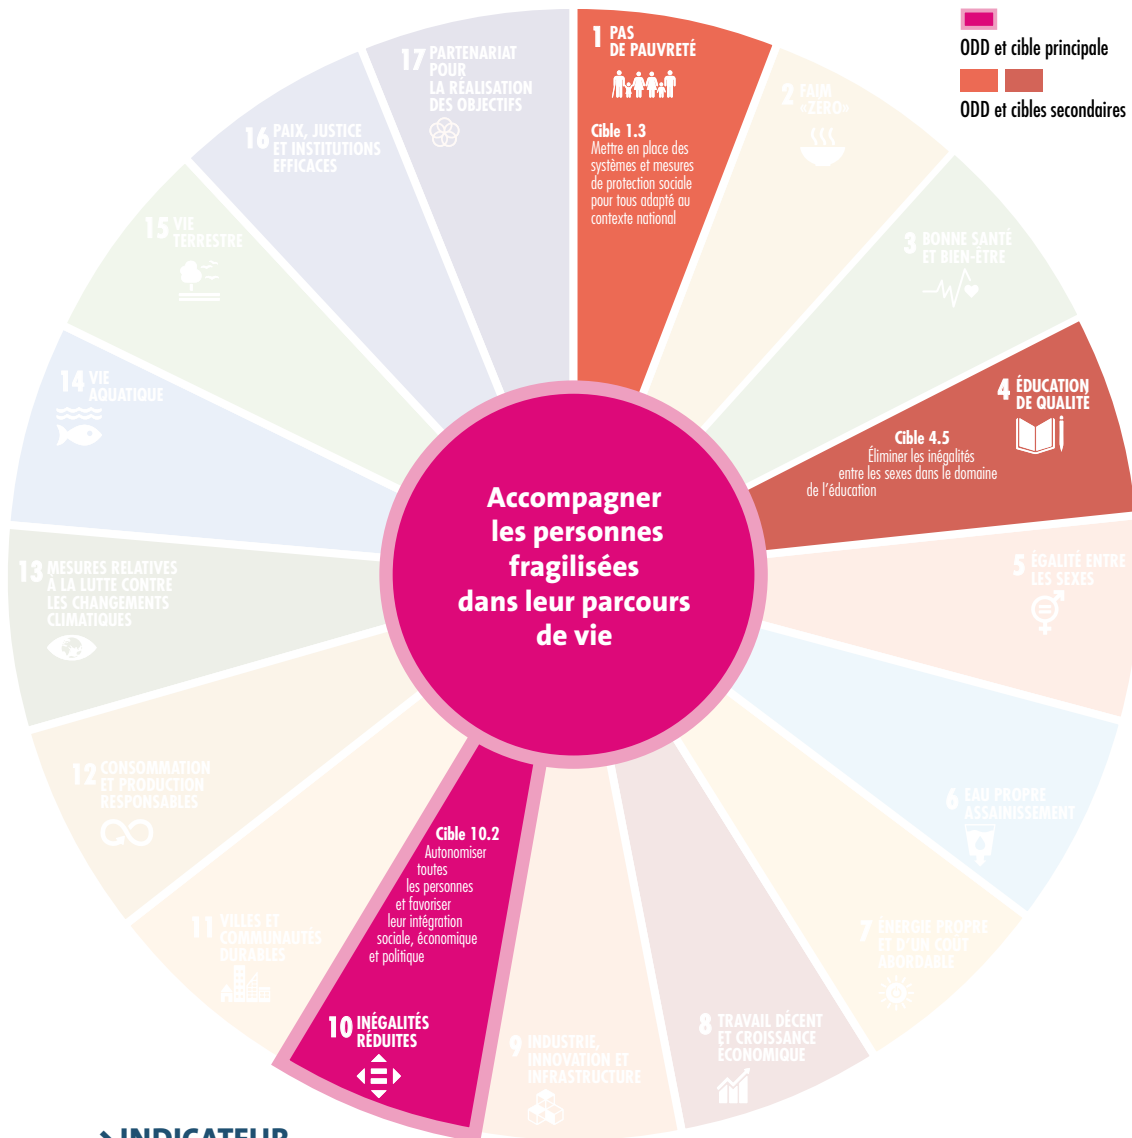 ODD et cible principale
ODD et cibles secondaires
1 PAS
DE PAUVRETÉ
Cible 1.3
Mettre en place des
systèmes et mesures
de protection sociale
pour tous adapté au
contexte national
2 FAIM
«ZÉRO»
3 BONNE SANTÉ
ET BIEN-ÊTRE
4 ÉDUCATION
DE QUALITÉ
Cible 4.5
Éliminer les inégalités
entre les sexes dans le domaine
de l'éducation
5 ÉGALITÉ ENTRE
LES SEXES
6 EAU PROPRE
ASSAINISSEMENT
7 ÉNERGIE PROPRE
ET D'UN COÛT
ABORDABLE
8 TRAVAIL DÉCENT
ET CROISSANCE
ÉCONOMIQUE
9 INDUSTRIE,
INNOVATION ET
INFRASTRUCTURE
Cible 10.2
Autonomiser
toutes
les personnes
et favoriser
leur intégration
sociale, économique
et politique
10 INÉGALITÉS
RÉDUITES
11 VILLES ET
COMMUNAUTÉS
DURABLES
12 CONSOMMATION
ET PRODUCTION
RESPONSABLES
13 MESURES RELATIVES
À LA LUTTE CONTRE
LES CHANGEMENTS
CLIMATIQUES
14 VIE
AQUATIQUE
15 VIE
TERRESTRE
16 PAIX, JUSTICE
ET INSTITUTIONS
EFFICACES
17 PARTENARIAT
POUR
LA RÉALISATION
DES OBJECTIFS
Accompagner
les personnes
fragilisées
dans leur parcours
de vie
INDICATEUR